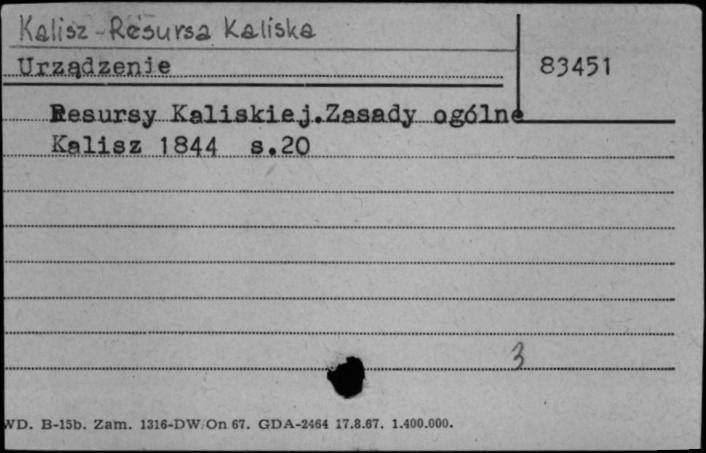 Kalisz - Resursa Kaliska
Urządzenie
83451
Resursy Kaliskiej.Zasady ogólne
Kalisz 1844 s.20
3
WD. B-15b. Zam. 1316-DW/On 67. GDA-2464 17.8.67. 1.400.000.